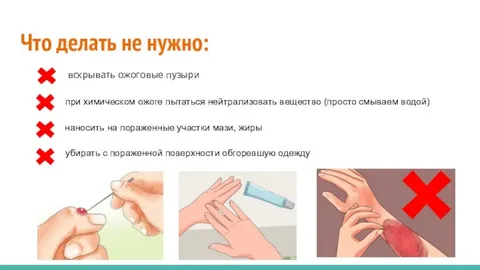 Что делать не нужно:
вскрывать ожоговые пузыри
при химическом ожоге пытаться нейтрализовать вещество (просто смываем водой)
наносить на пораженные участки мази, жиры
убирать с пораженной поверхности обгоревшую одежду